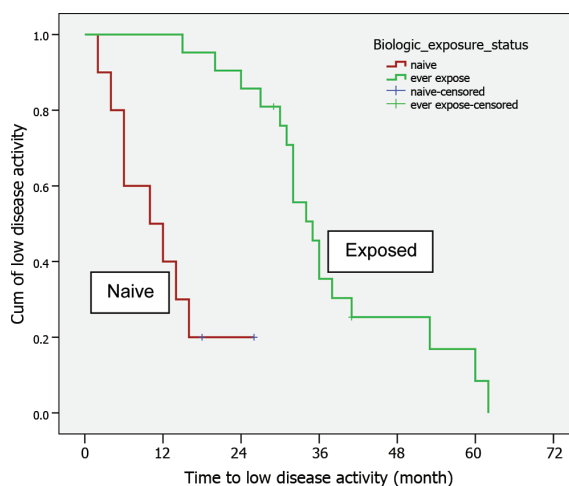 Biologic_exposure_status
naive
ever expose
naive-censored
ever expose-censored
Cum of low disease activity
1.0
0.8
0.6
0.4
0.2
0.0
Exposed
Naive
0 12 24 36 48 60 72
Time to low disease activity (month)